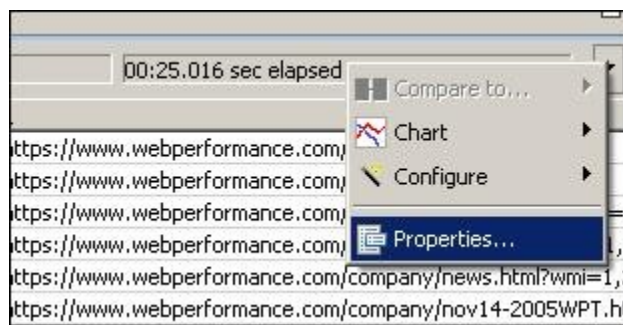 00:25.016 sec elapsed
Compare to...
Chart
Configure
Properties...
ttps://www.webperformance.com/
ttps://www.webperformance.com/
ttps://www.webperformance.com/
ttps://www.webperformance.com/
ttps://www.webperformance.com/company/news.html?wmi=1,
ttps://www.webperformance.com/company/nov14-2005WPT.h